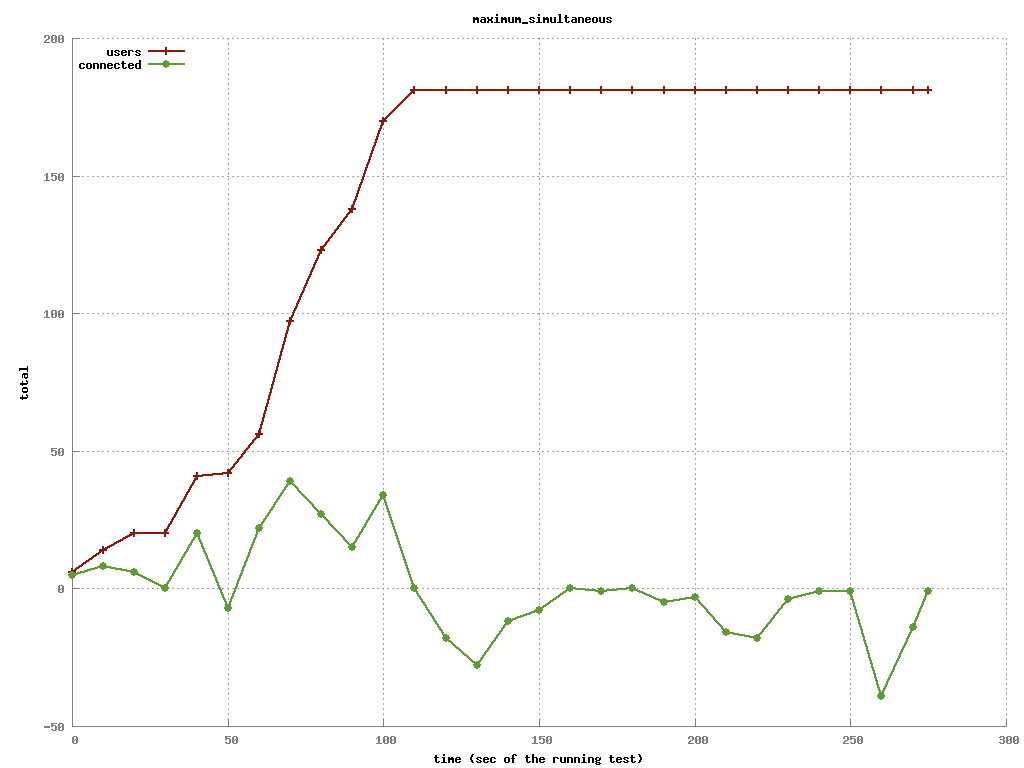 maximum_simultaneous
users
connected
200
150
100
50
0
-50
total
0 50 100 150 200 250 300
time (sec of the running test)